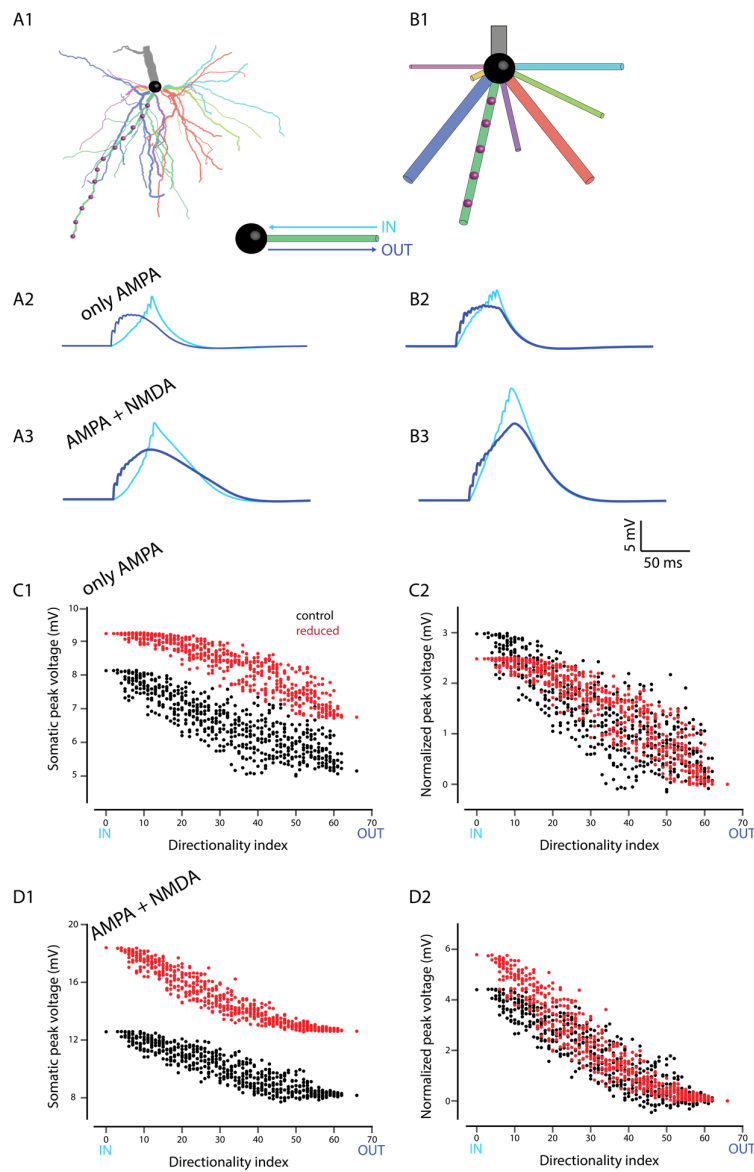 A1
B1
IN
OUT
A2
only AMPA
B2
A3
AMPA + NMDA
B3
5 mV
50 ms
only AMPA
C1
C2
Somatic peak voltage (mV)
10
9
8
7
6
5
control
reduced
0 10 20 30 40 50 60 70
IN
OUT
Directionality index
Normalized peak voltage (mV)
3
2
1
0
0 10 20 30 40 50 60 70
IN
OUT
Directionality index
D1
AMPA + NMDA
D2
Somatic peak voltage (mV)
20
16
12
8
0 10 20 30 40 50 60 70
IN
OUT
Directionality index
Normalized peak voltage (mV)
6
4
2
0
0 10 20 30 40 50 60 70
IN
OUT
Directionality index